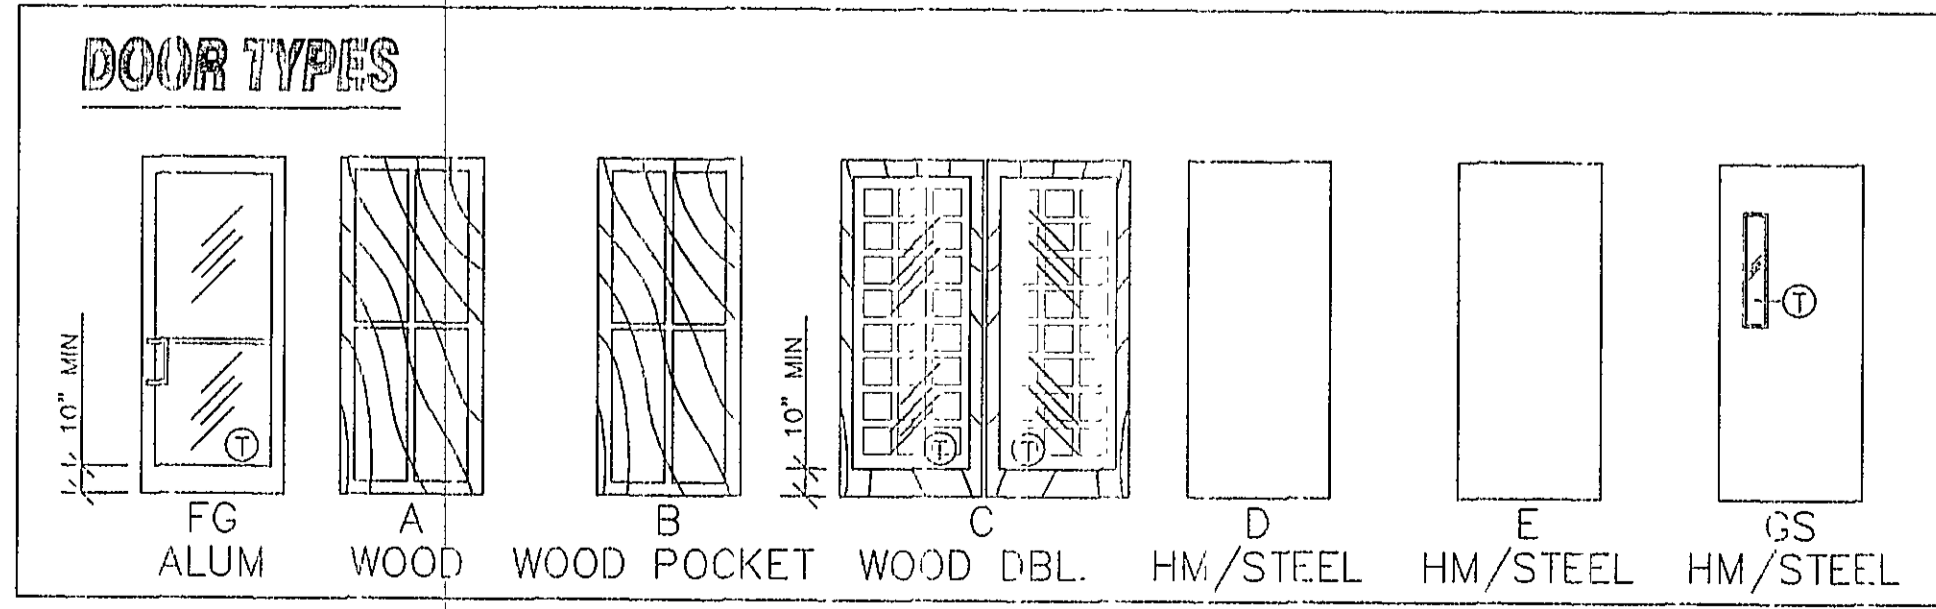 DOOR TYPES
10" MIN
T
FG
ALUM
A
WOOD
B
WOOD POCKET
10" MIN
T
T
C
WOOD DBL.
D
HM/STEEL
E
HM/STEEL
T
GS
HM/STEEL